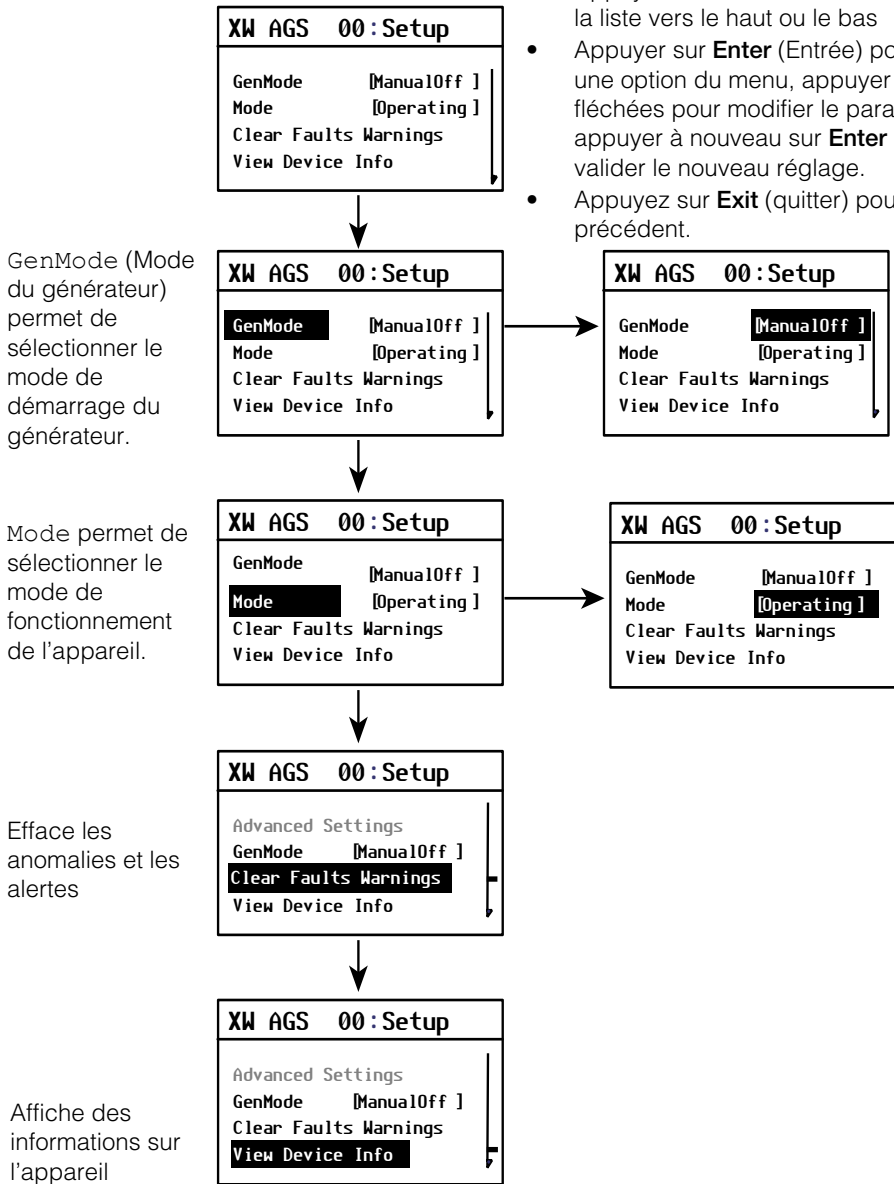 XW AGS 00:Setup
GenMode [ManualOff ]
Mode [Operating ]
Clear Faults Warnings
View Device Info
la liste vers le haut ou le bas
• Appuyer sur Enter (Entrée)
une option du menu, appuyer
fléchées pour modifier le
appuyer à nouveau sur Enter
valider le nouveau réglage.
• Appuyez sur Exit (quitter)
précédent.
GenMode (Mode
du générateur)
permet de
sélectionner le
mode de
démarrage du
générateur.
XW AGS 00:Setup
GenMode [ManualOff ]
Mode [Operating ]
Clear Faults Warnings
View Device Info
XW AGS 00:Setup
GenMode [ManualOff ]
Mode [Operating ]
Clear Faults Warnings
View Device Info
Mode permet de
sélectionner le
mode de
fonctionnement
de l'appareil.
XW AGS 00:Setup
GenMode [ManualOff ]
Mode [Operating ]
Clear Faults Warnings
View Device Info
XW AGS 00:Setup
GenMode [ManualOff ]
Mode [Operating ]
Clear Faults Warnings
View Device Info
Efface les
anomalies et les
alertes
XW AGS 00:Setup
Advanced Settings
GenMode [ManualOff ]
Clear Faults Warnings
View Device Info
Affiche des
informations sur
l'appareil
XW AGS 00:Setup
Advanced Settings
GenMode [ManualOff ]
Clear Faults Warnings
View Device Info